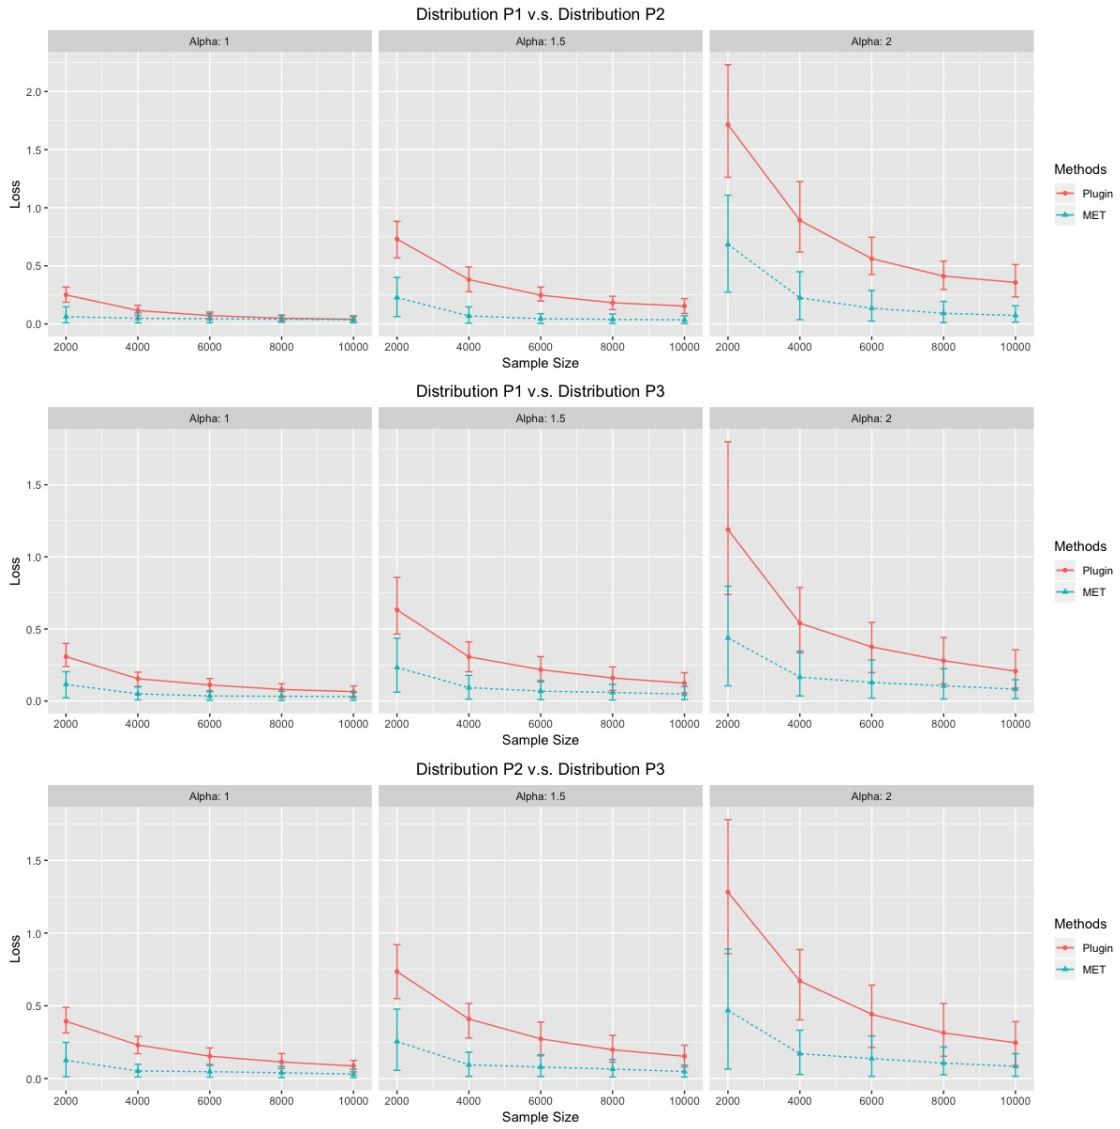 Distribution P1 v.s. Distribution P2
Alpha: 1 Alpha: 1.5 Alpha: 2
2.0
1.5
1.0
0.5
0.0
Loss
2000 4000 6000 8000 10000 2000 4000 6000 8000 10000 2000 4000 6000 8000 10000
Sample Size
Methods
Plugin
MET
Distribution P1 v.s. Distribution P3
Alpha: 1 Alpha: 1.5 Alpha: 2
1.5
1.0
0.5
0.0
Loss
2000 4000 6000 8000 10000 2000 4000 6000 8000 10000 2000 4000 6000 8000 10000
Sample Size
Methods
Plugin
MET
Distribution P2 v.s. Distribution P3
Alpha: 1 Alpha: 1.5 Alpha: 2
1.5
1.0
0.5
0.0
Loss
2000 4000 6000 8000 10000 2000 4000 6000 8000 10000 2000 4000 6000 8000 10000
Sample Size
Methods
Plugin
MET